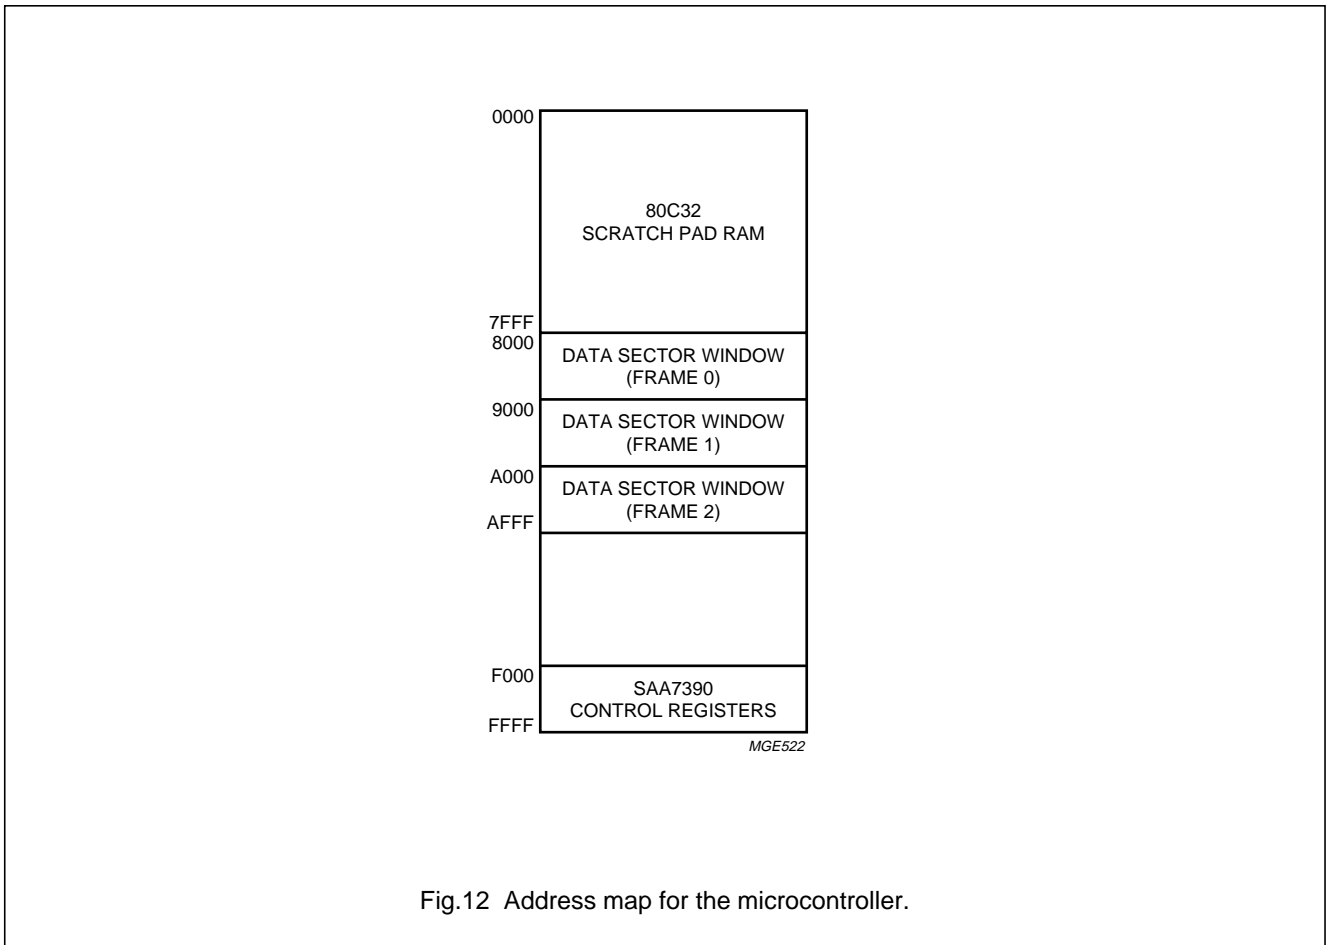 0000
80C32
SCRATCH PAD RAM
7FFF
8000
DATA SECTOR WINDOW
(FRAME 0)
9000
DATA SECTOR WINDOW
(FRAME 1)
A000
DATA SECTOR WINDOW
(FRAME 2)
AFFF
F000
SAA7390
CONTROL REGISTERS
FFFF
MGE522
Fig.12 Address map for the microcontroller.